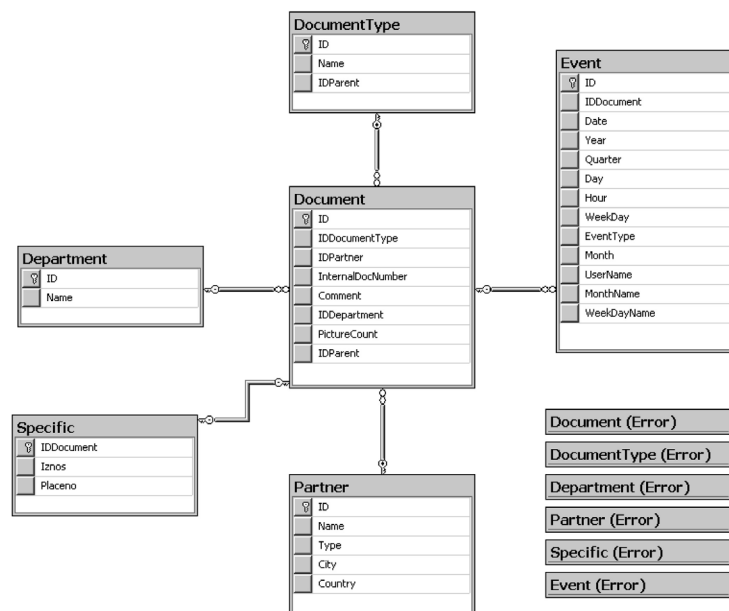 DocumentType
ID
Name
IDParent
Event
ID
IDDocument
Date
Year
Quarter
Day
Hour
WeekDay
EventType
Month
UserName
MonthName
WeekDayName
Document
ID
IDDocumentType
IDPartner
InternalDocNumber
Comment
IDDepartment
PictureCount
IDParent
Department
ID
Name
Specific
IDDocument
Iznos
Placeno
Partner
ID
Name
Type
City
Country
Document (Error)
DocumentType (Error)
Department (Error)
Partner (Error)
Specific (Error)
Event (Error)